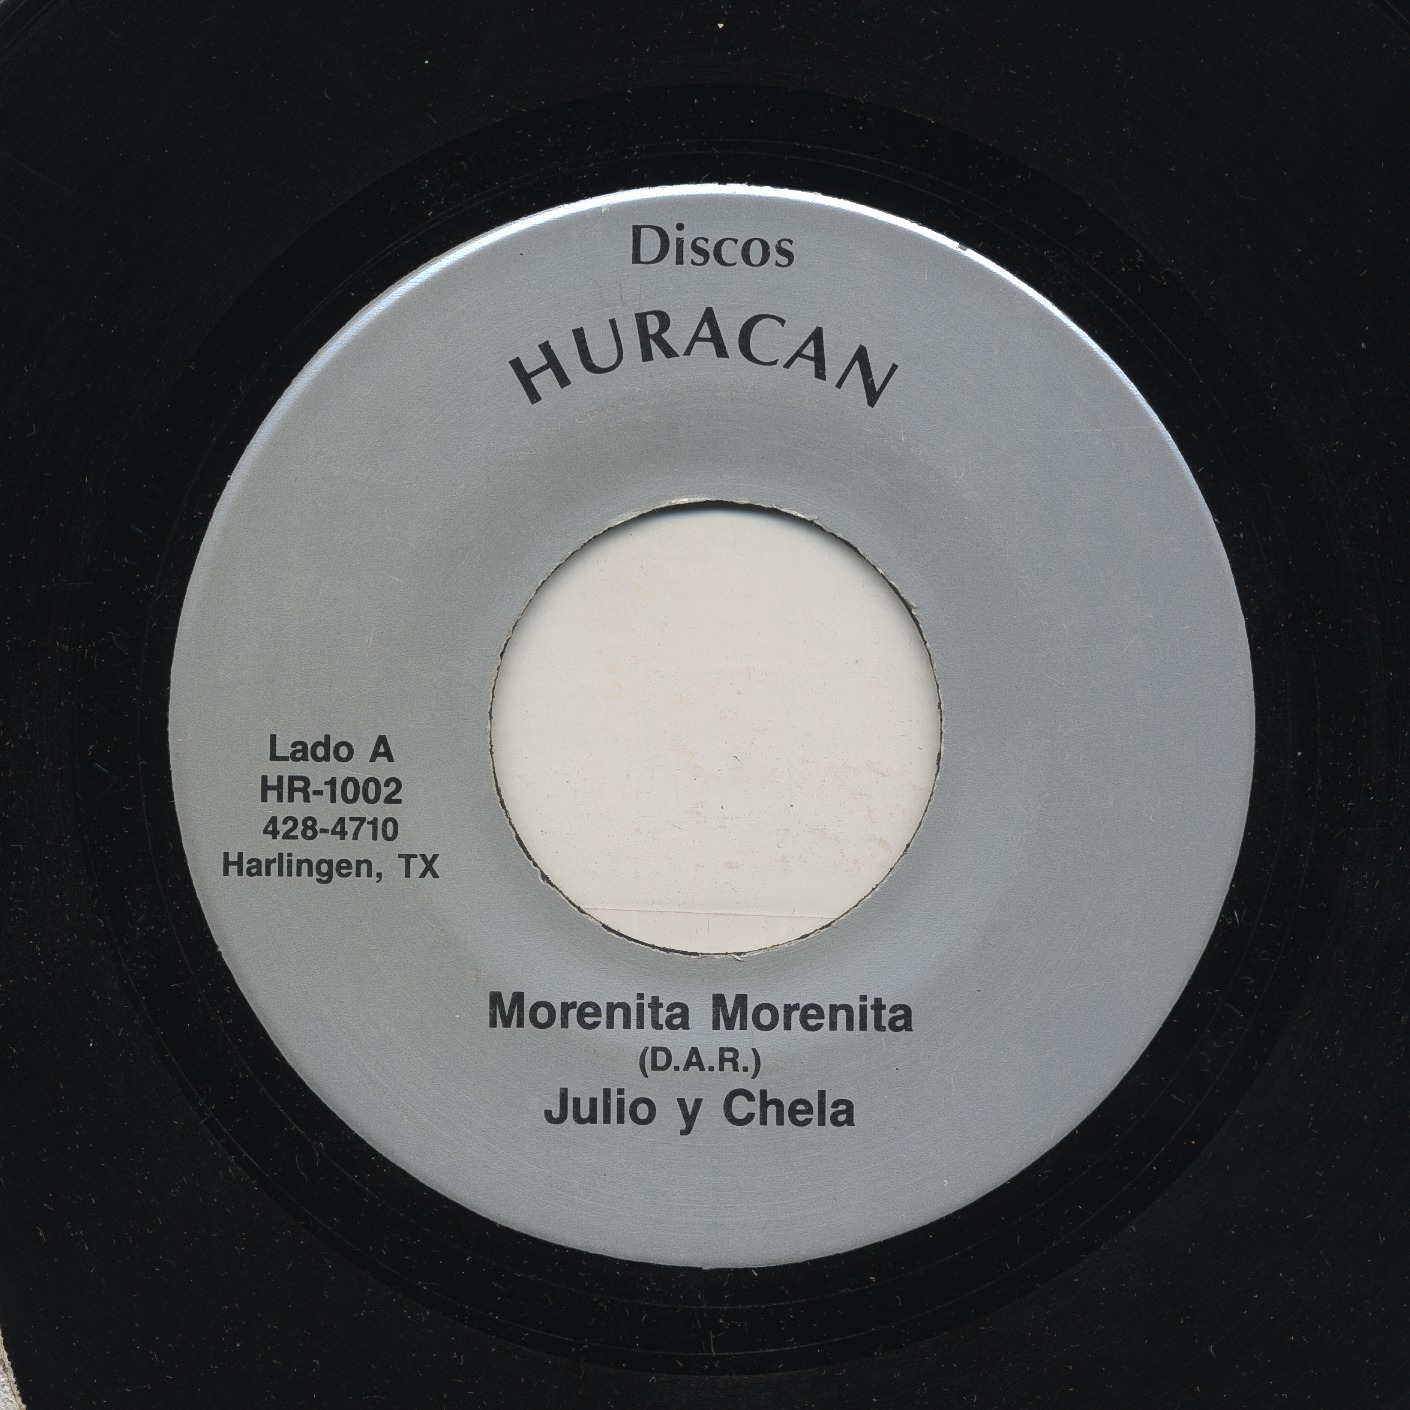 Discos
HURACAN
Lado A
HR-1002
428-4710
Harlingen, TX
Morenita Morenita
(D.A.R.)
Julio y Chela